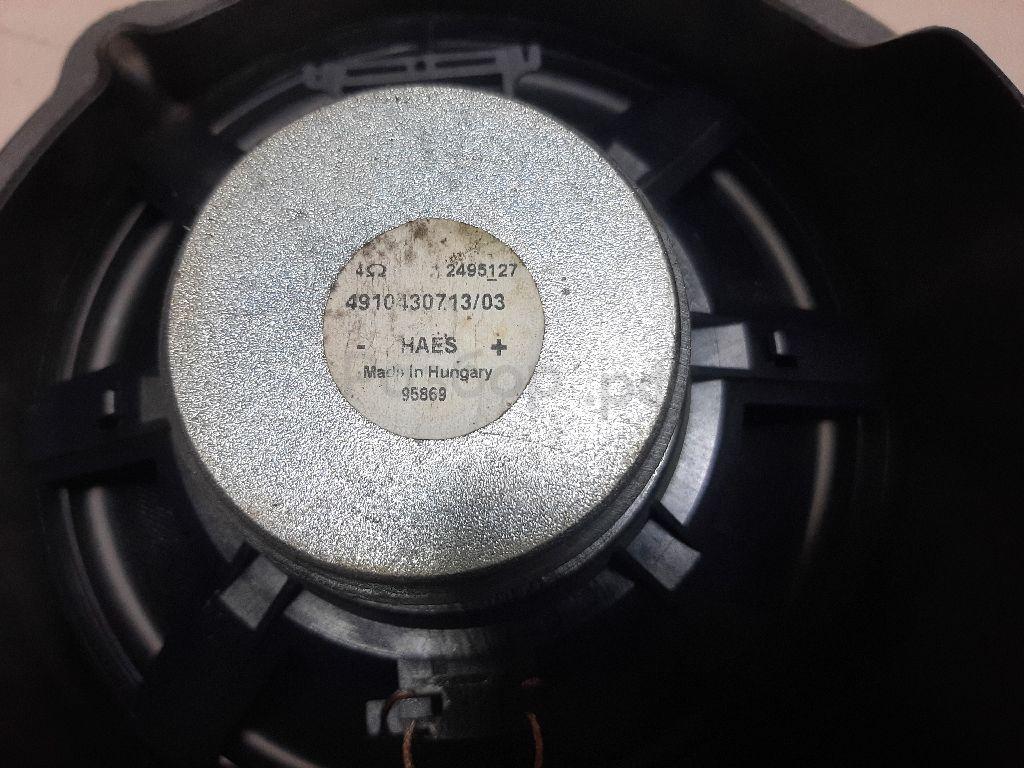 4Ω 2495127
4910430713/03
- HAES +
Made In Hungary
95869